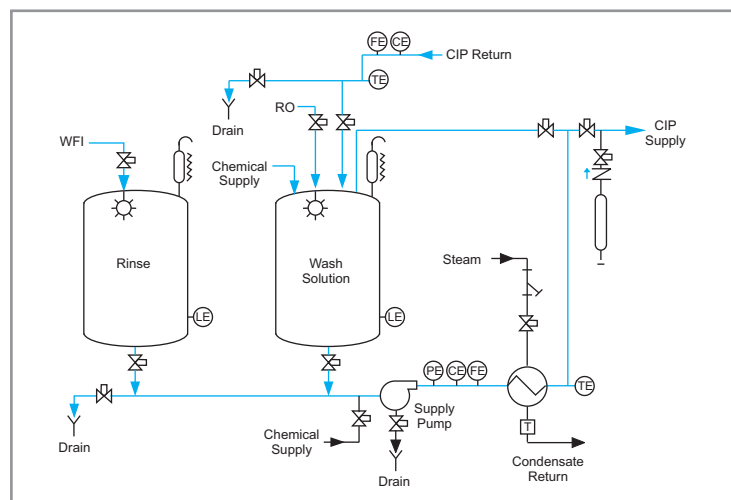 FE
CE
CIP Return
TE
Drain
RO
CIP
Supply
WFI
Chemical
Supply
Rinse
Wash
Solution
Steam
LE
LE
PE
CE
FE
TE
Supply
Pump
T
Drain
Chemical
Supply
Drain
Condensate
Return